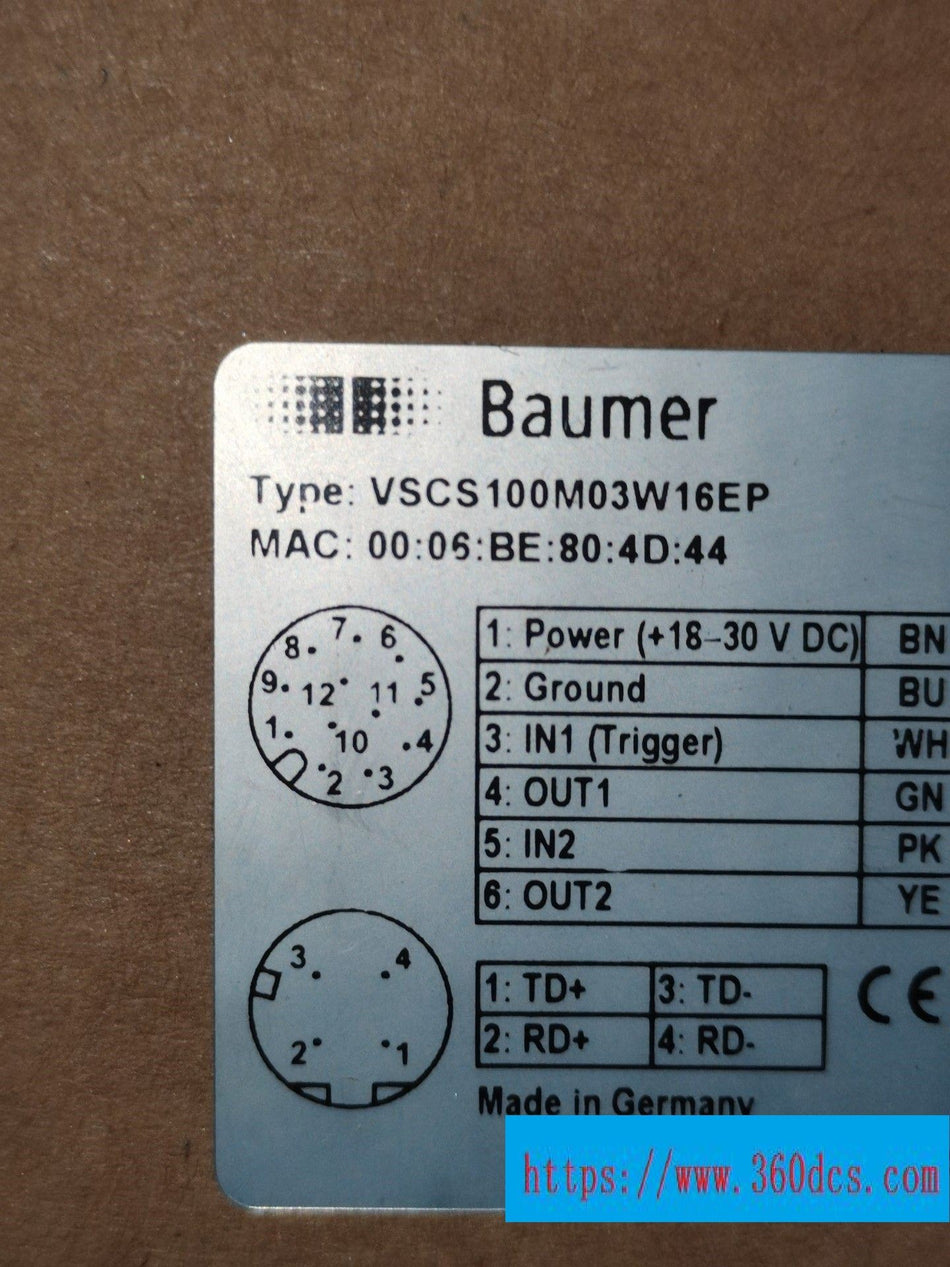 Baumer
Type: VSCS100M03W16EP
MAC: 00:06:BE:80:4D:44
7
8
6
9
12
11
5
1
10
4
2
3
1: Power (+18-30 V DC) BN
2: Ground BU
3: IN1 (Trigger) WH
4: OUT1 GN
5: IN2 PK
6: OUT2 YE
3
4
2
1
1: TD+ 3: TD-
2: RD+ 4: RD-
CE
Made in Germany
https://www.360dcs.com